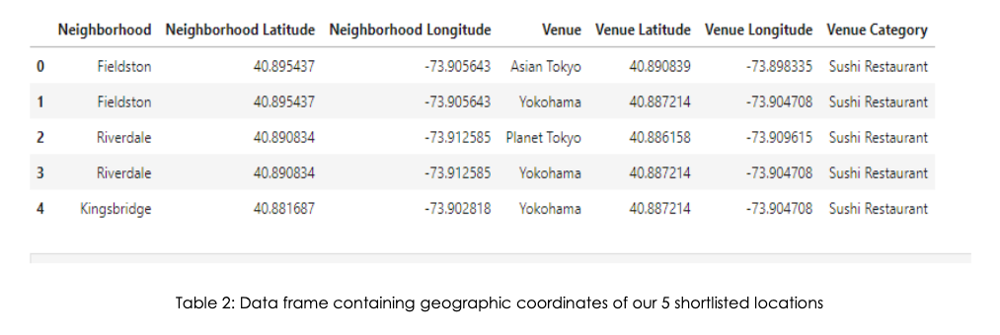 Neighborhood Neighborhood Latitude Neighborhood Longitude Venue Venue Latitude Venue Longitude Venue Category
0 Fieldston 40.895437 -73.905643 Asian Tokyo 40.890839 -73.898335 Sushi Restaurant
1 Fieldston 40.895437 -73.905643 Yokohama 40.887214 -73.904708 Sushi Restaurant
2 Riverdale 40.890834 -73.912585 Planet Tokyo 40.886158 -73.909615 Sushi Restaurant
3 Riverdale 40.890834 -73.912585 Yokohama 40.887214 -73.904708 Sushi Restaurant
4 Kingsbridge 40.881687 -73.902818 Yokohama 40.887214 -73.904708 Sushi Restaurant
Table 2: Data frame containing geographic coordinates of our 5 shortlisted locations